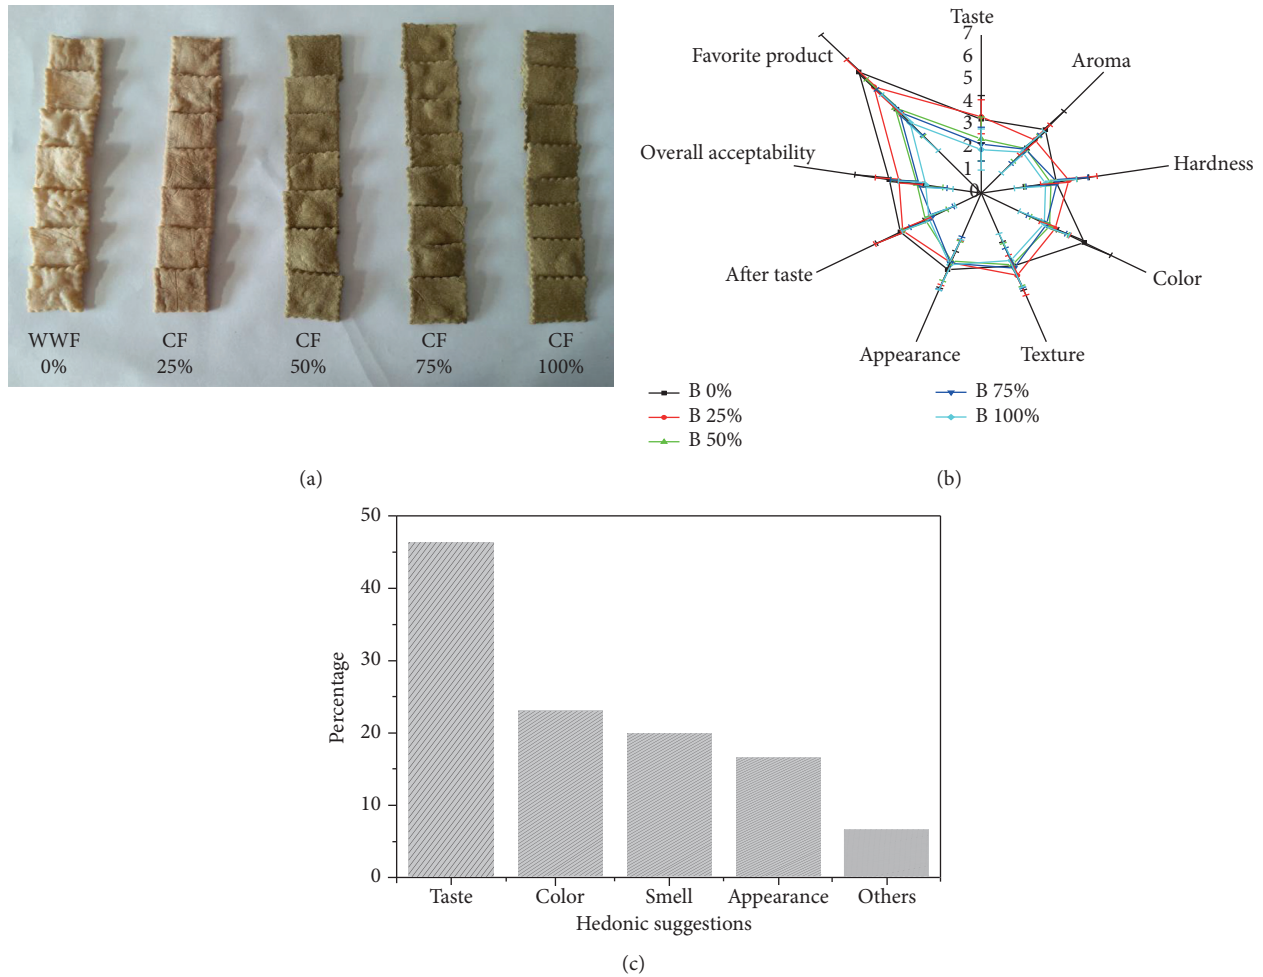 WWF
0%
CF
25%
CF
50%
CF
75%
CF
100%
(a)
Taste
7
6
5
4
3
2
1
0
Aroma
Hardness
Color
Texture
Appearance
After taste
Overall acceptability
Favorite product
B 0%
B 25%
B 50%
B 75%
B 100%
(b)
50
40
30
20
10
0
Percentage
Taste
Color
Smell
Appearance
Others
Hedonic suggestions
(c)